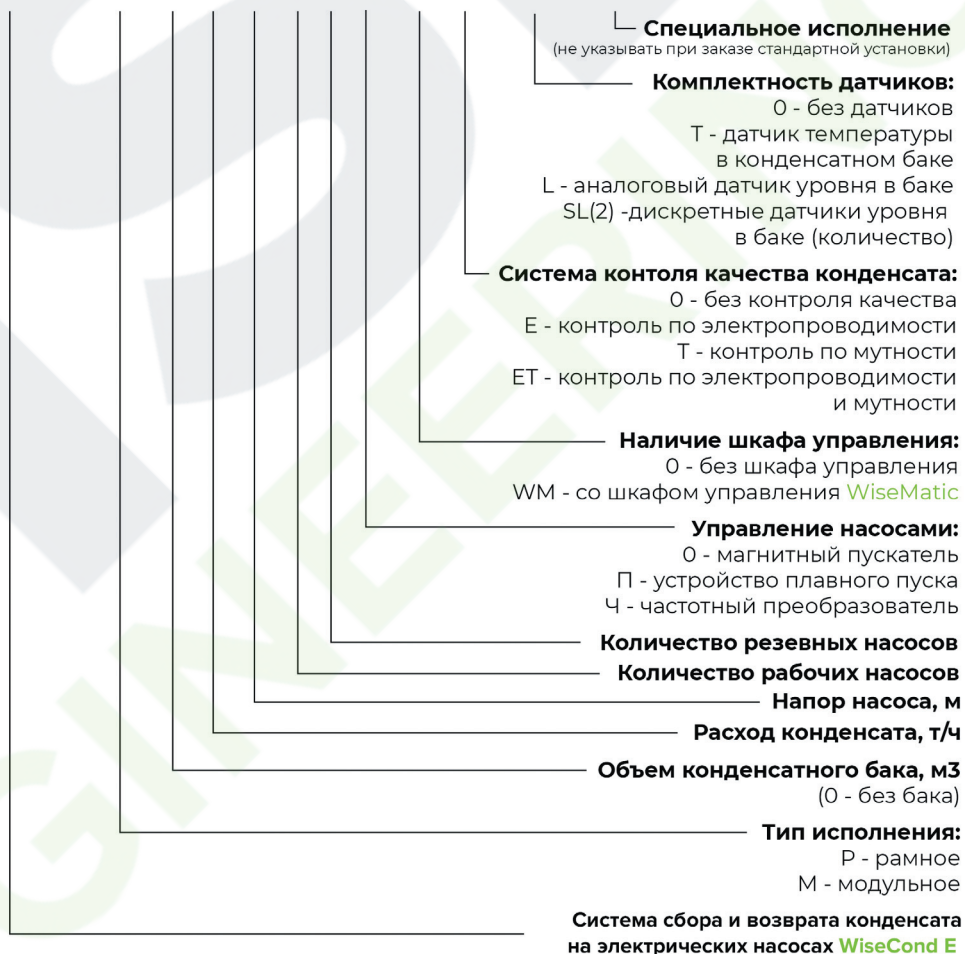 Специальное исполнение
(не указывать при заказе стандартной установки)
Комплектность датчиков:
0 - без датчиков
Т - датчик температуры
в конденсатном баке
L - аналоговый датчик уровня в баке
SL(2) -дискретные датчики уровня
в баке (количество)
Система контоля качества конденсата:
0 - без контроля качества
Е - контроль по электропроводимости
Т - контроль по мутности
ЕТ - контроль по электропроводимости
и мутности
Наличие шкафа управления:
0 - без шкафа управления
WM - со шкафом управления WiseMatic
Управление насосами:
0 - магнитный пускатель
П - устройство плавного пуска
Ч - частотный преобразователь
Количество резевных насосов
Количество рабочих насосов
Напор насоса, м
Расход конденсата, т/ч
Объем конденсатного бака, м3
(0 - без бака)
Тип исполнения:
Р - рамное
М - модульное
Система сбора и возврата конденсата
на электрических насосах WiseCond E